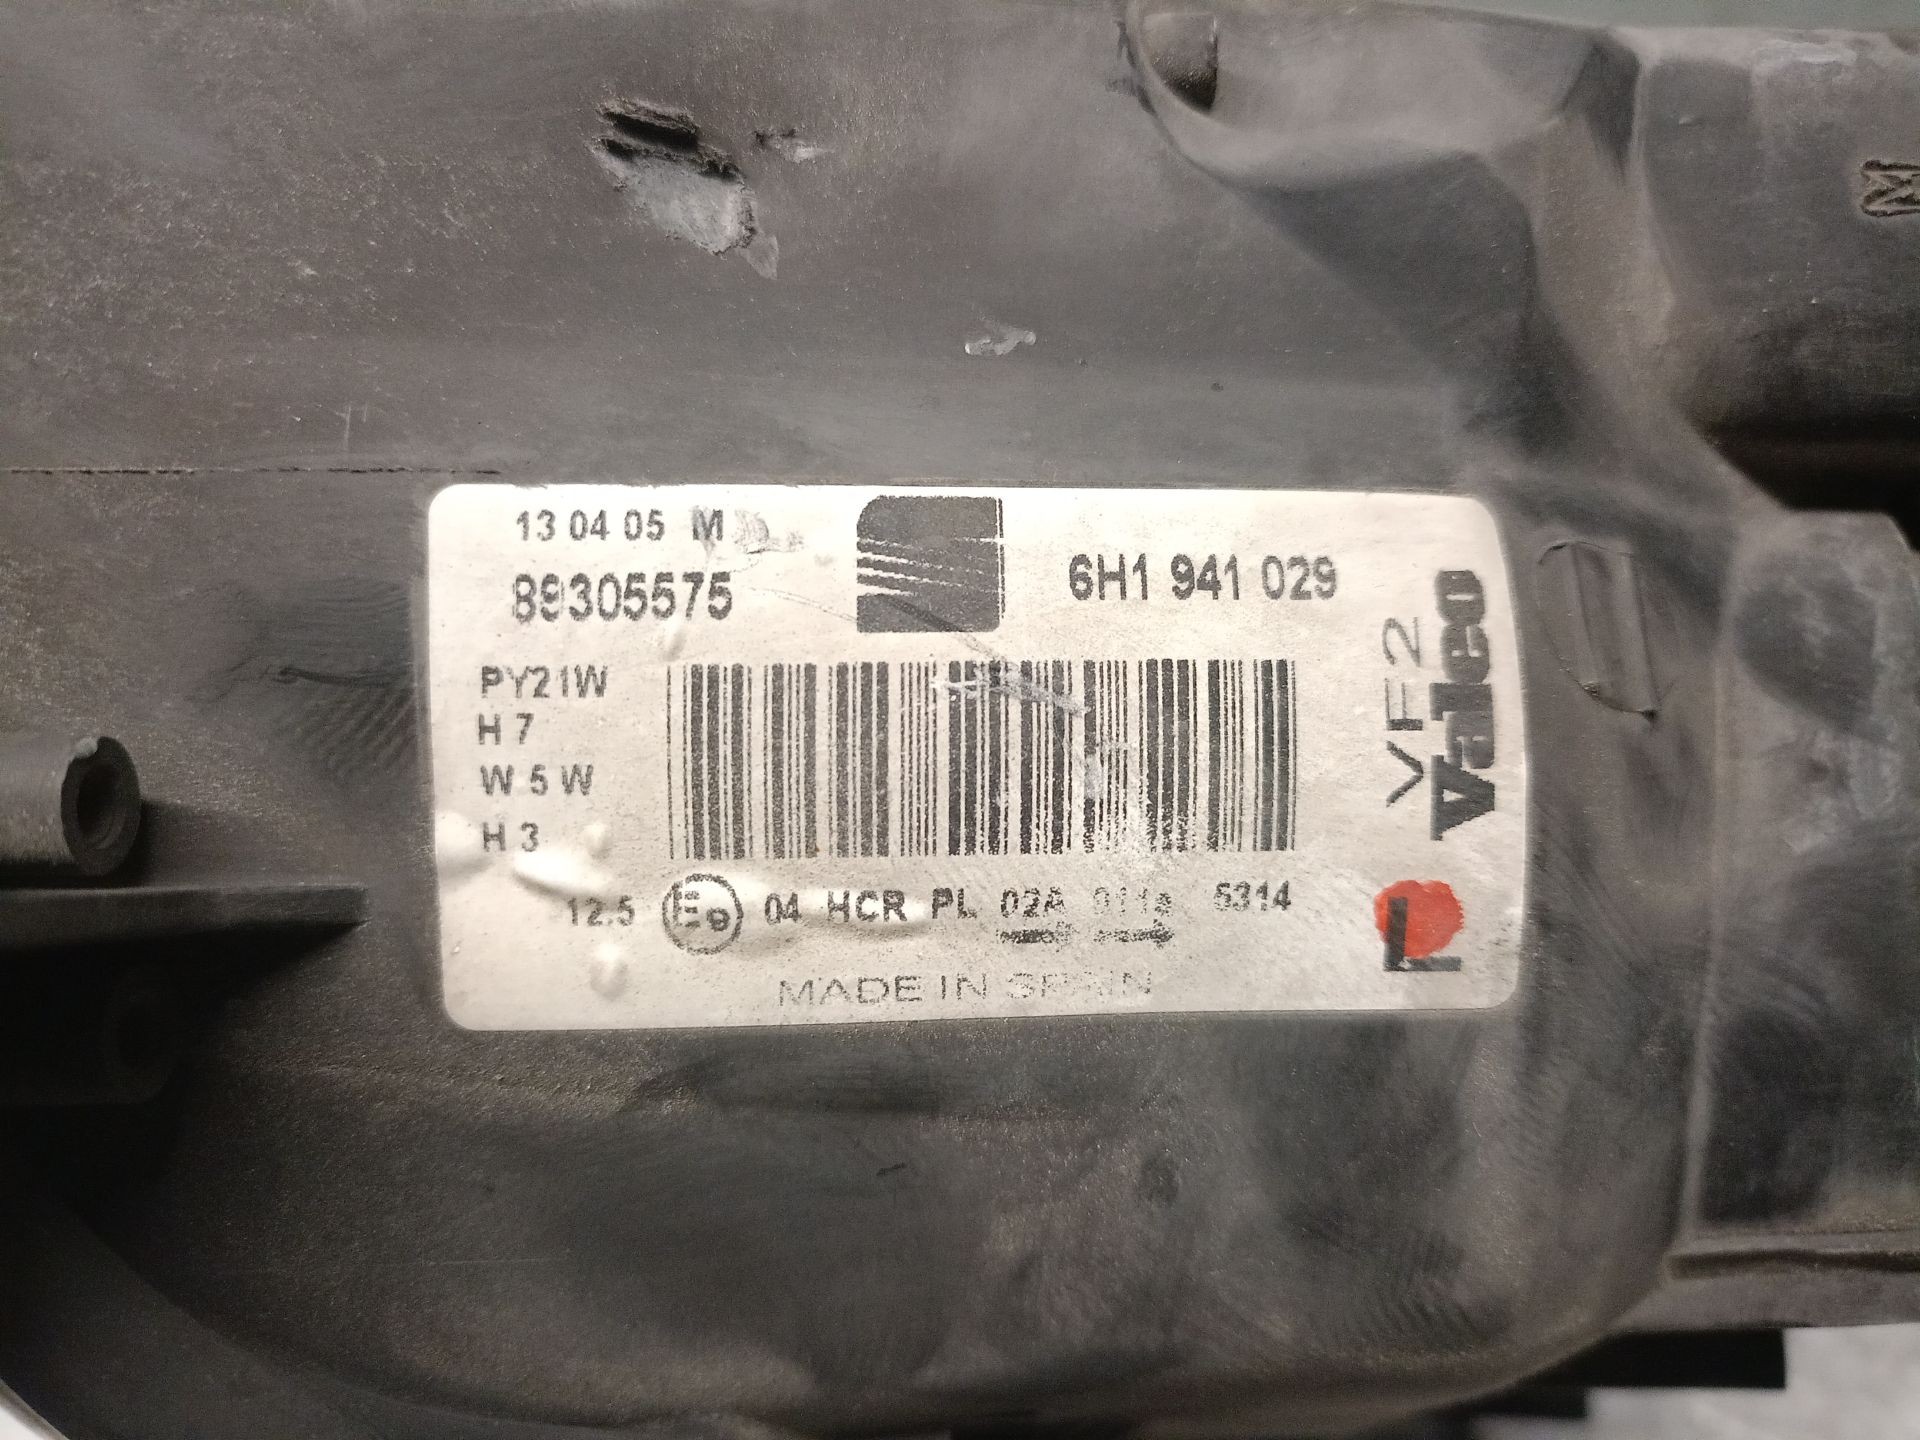 13 04 05 M
89305575
6H1 941 029
PY21W
H 7
W 5 W
H 3
VF2
Valeo
12.5 E9 04 HCR PL 02A 5314
L
MADE IN SPAIN
M